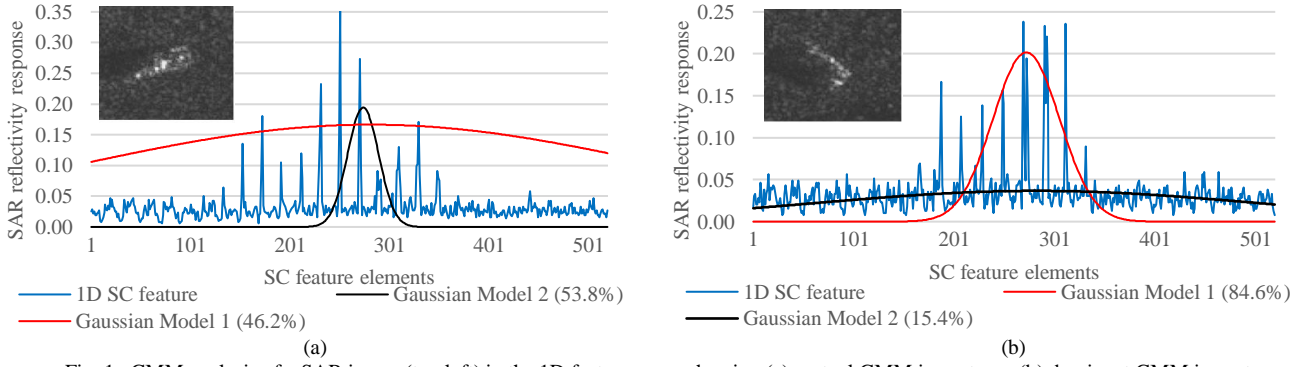 SAR reflectivity response
0.35
0.30
0.25
0.20
0.15
0.10
0.05
0.00
1 101 201 301 401 501
SC feature elements
1D SC feature
Gaussian Model 2 (53.8%)
Gaussian Model 1 (46.2%)
(a)
SAR reflectivity response
0.25
0.20
0.15
0.10
0.05
0.00
1 101 201 301 401 501
SC feature elements
1D SC feature
Gaussian Model 1 (84.6%)
Gaussian Model 2 (15.4%)
(b)